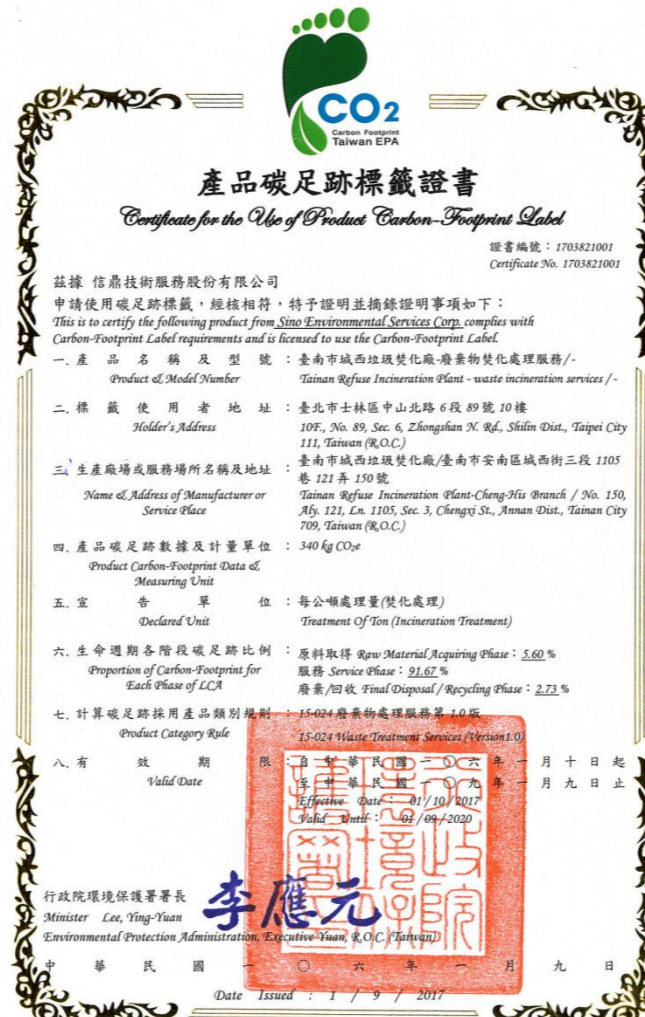 CO2
Carbon Footprint
Taiwan EPA
產品碳足跡標籤證書
Certificate for the Use of Product Carbon-Footprint Label
證書編號：1703821001
Certificate No. 1703821001
茲據 信鼎技術服務股份有限公司
申請使用碳足跡標籤，經核相符，特予證明並摘錄證明事項如下：
This is to certify the following product from Sino Environmental Services Corp. complies with
Carbon-Footprint Label requirements and is licensed to use the Carbon-Footprint Label.
一、產品名稱及型號：臺南市城西垃圾焚化廠-廢棄物焚化處理服務/-
Product & Model Number Tainan Refuse Incineration Plant - waste incineration services / -
二、標籤使用者地址：臺北市士林區中山北路 6 段 89 號 10 樓
Holder's Address 10F., No. 89, Sec. 6, Zhongshan N. Rd., Shilin Dist., Taipei City
111, Taiwan (R.O.C.)
三、生產廠場或服務場所名稱及地址：臺南市城西垃圾焚化廠/臺南市安南區城西街三段 1105
巷 121 弄 150 號
Name & Address of Manufacturer or
Service Place
Tainan Refuse Incineration Plant-Cheng-His Branch / No. 150,
Aly. 121, Ln. 1105, Sec. 3, Chengxi St., Annan Dist., Tainan City
709, Taiwan (R.O.C.)
四、產品碳足跡數據及計量單位：340 kg CO₂e
Product Carbon-Footprint Data &
Measuring Unit
五、宣告單位：每公噸處理量(焚化處理)
Declared Unit Treatment Of Ton (Incineration Treatment)
六、生命週期各階段碳足跡比例：原料取得 Raw Material Acquiring Phase：5.60 %
Proportion of Carbon-Footprint for
Each Phase of LCA
服務 Service Phase：91.67 %
廢棄/回收 Final Disposal / Recycling Phase：2.73 %
七、計算碳足跡採用產品類別規則：15-024 廢棄物處理服務第 1.0 版
Product Category Rule 15-024 Waste Treatment Services (Version1.0)
八、有效期限：自中華民國一〇六年一月十日起
至中華民國一〇九年一月九日止
Valid Date
Effective Date : 01/10/2017
Valid Until : 01/09/2020
行政院環境保護署署長
李應元
Minister Lee, Ying-Yuan
Environmental Protection Administration, Executive Yuan, R.O.C. (Taiwan)
中華民國一〇六年一月九日
Date Issued : 1 / 9 / 2017